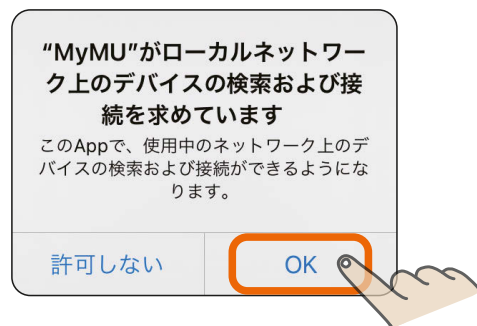 “MyMU”がローカルネットワー
ク上のデバイスの検索および接
続を求めています
このAppで、使用中のネットワーク上のデ
バイスの検索および接続ができるようにな
ります。
許可しない
OK